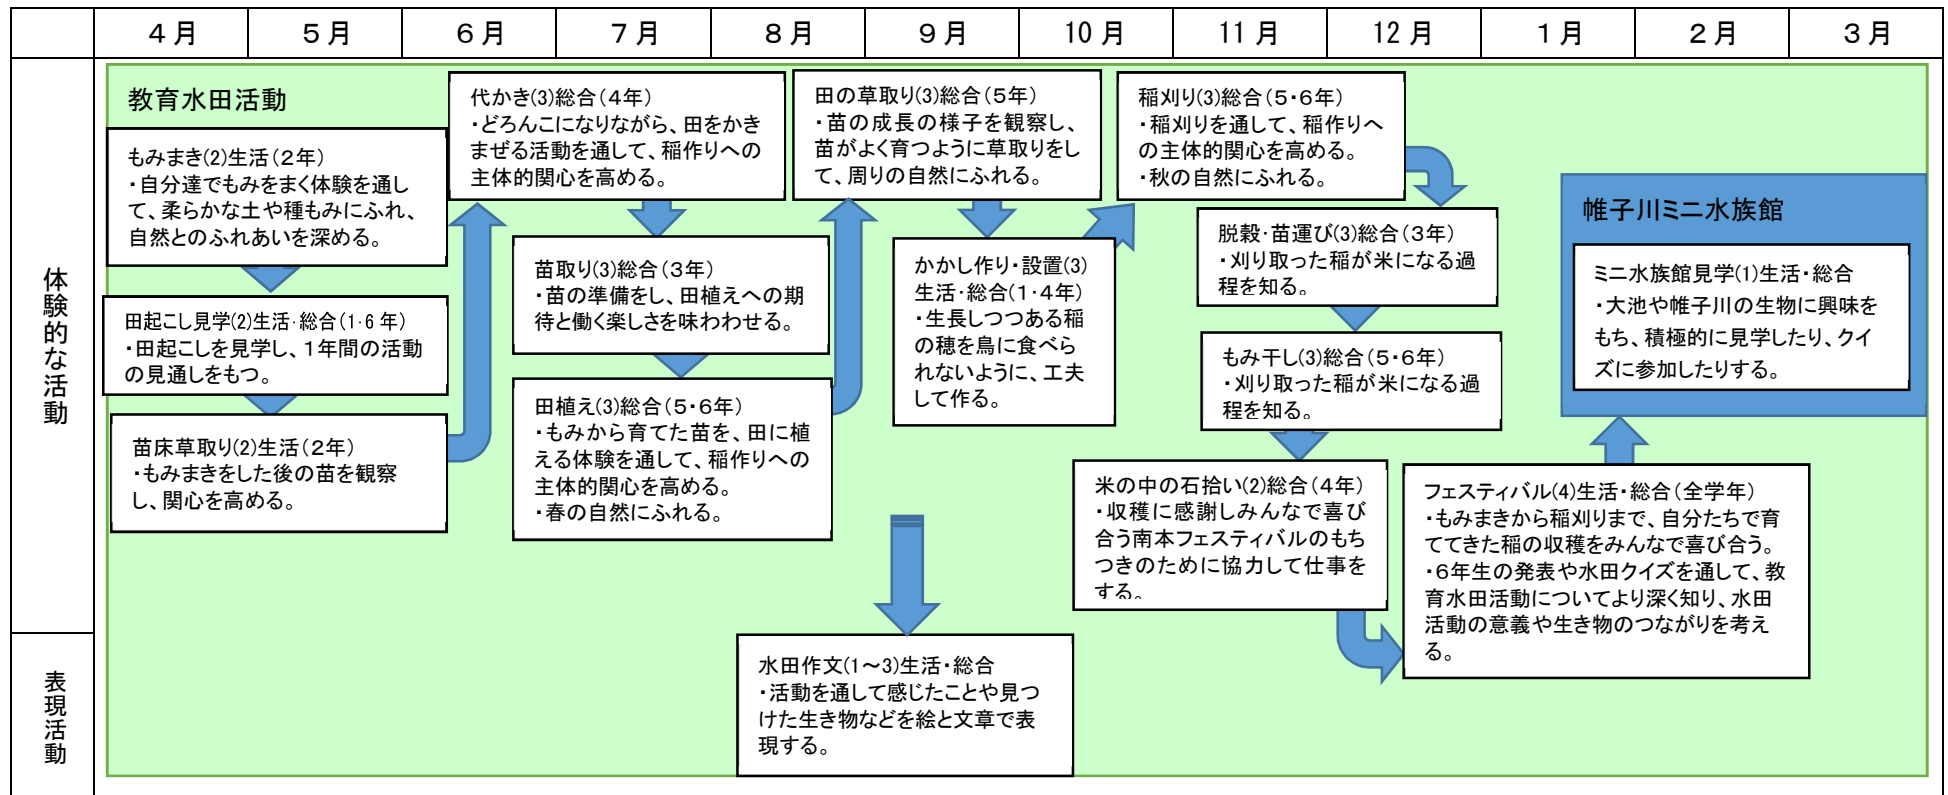 ４月　５月　６月　７月　８月　９月　10月　11月　12月　１月　２月　３月
体験的な活動
教育水田活動
もみまき(2)生活（２年）
・自分達でもみをまく体験を通し
て、柔らかな土や種もみにふれ、
自然とのふれあいを深める。
田起こし見学(2)生活・総合（1・6年）
・田起こしを見学し、１年間の活動
の見通しをもつ。
苗床草取り(2)生活（２年）
・もみまきをした後の苗を観察
し、関心を高める。
代かき(3)総合（４年）
・どろんこになりながら、田をかき
まぜる活動を通して、稲作りへの
主体的関心を高める。
苗取り(3)総合（３年）
・苗の準備をし、田植えへの期
待と働く楽しさを味わわせる。
田植え(3)総合（５・６年）
・もみから育てた苗を、田に植
える体験を通して、稲作りへの
主体的関心を高める。
・春の自然にふれる。
田の草取り(3)総合（５年）
・苗の成長の様子を観察し、
苗がよく育つように草取りをし
て、周りの自然にふれる。
かかし作り・設置(3)
生活・総合（１・４年）
・生長しつつある稲
の穂を鳥に食べら
れないように、工夫
して作る。
稲刈り(3)総合（５・６年）
・稲刈りを通して、稲作りへ
の主体的関心を高める。
・秋の自然にふれる。
脱穀・苗運び(3)総合（３年）
・刈り取った稲が米になる過
程を知る。
もみ干し(3)総合（５・６年）
・刈り取った稲が米になる過
程を知る。
米の中の石拾い(2)総合（４年）
・収穫に感謝しみんなで喜び
合う南本フェスティバルのもち
つきのために協力して仕事を
する。
フェスティバル(4)生活・総合（全学年）
・もみまきから稲刈りまで、自分たちで育
ててきた稲の収穫をみんなで喜び合う。
・６年生の発表や水田クイズを通して、教
育水田活動についてより深く知り、水田
活動の意義や生き物のつながりを考え
る。
帷子川ミニ水族館
ミニ水族館見学(1)生活・総合
・大池や帷子川の生物に興味を
もち、積極的に見学したり、クイ
ズに参加したりする。
表現活動
水田作文(1～3)生活・総合
・活動を通して感じたことや見つ
けた生き物などを絵と文章で表
現する。